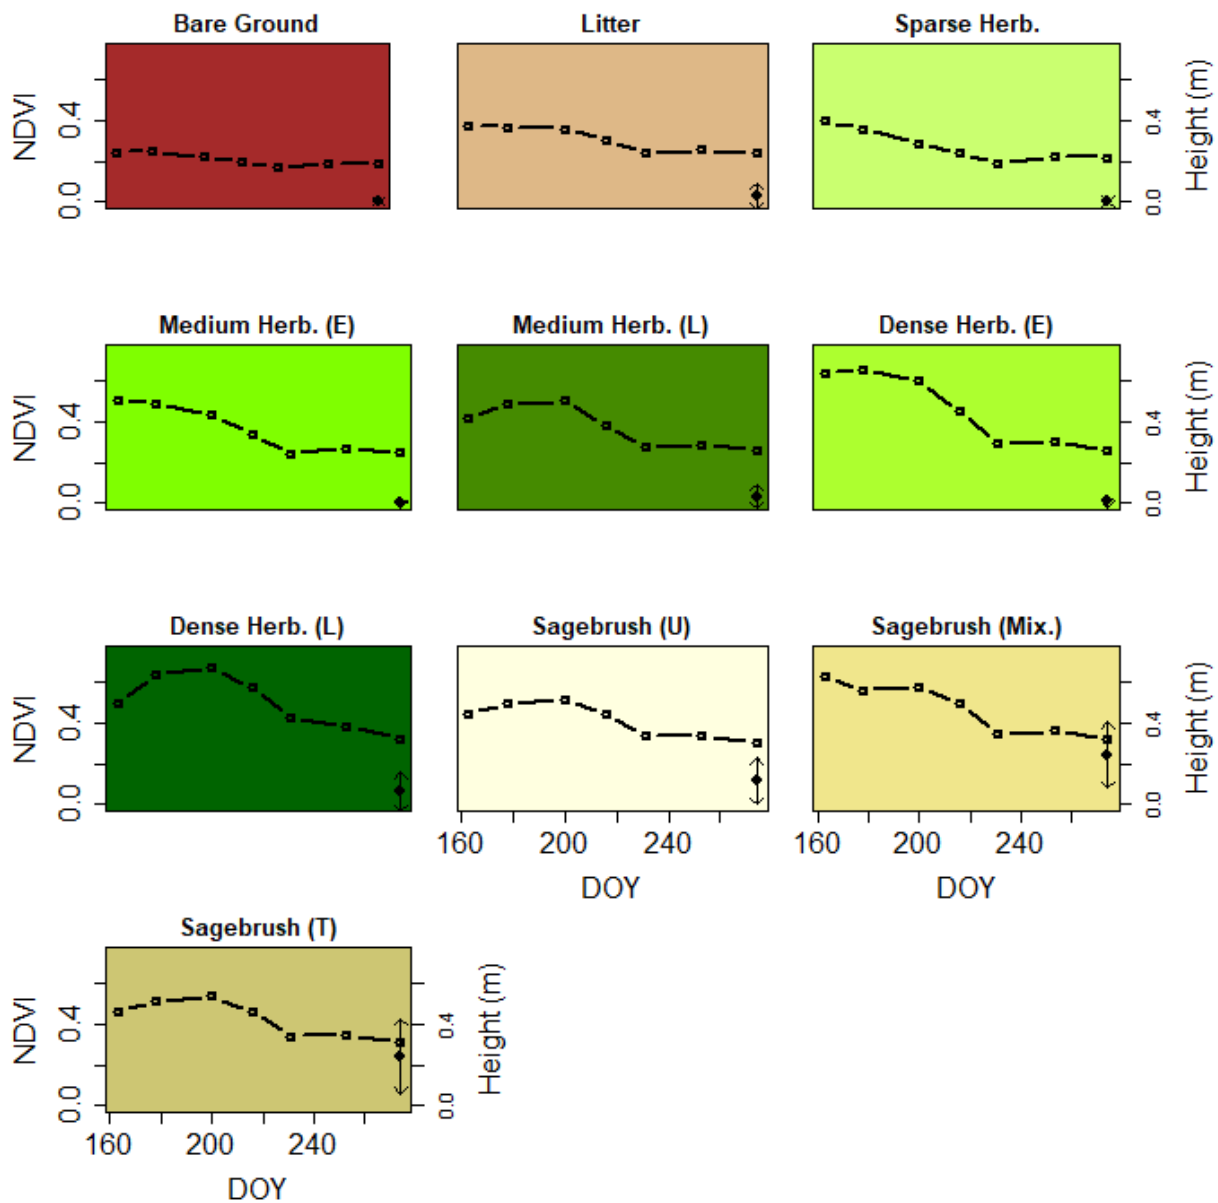 Bare Ground
Litter
Sparse Herb.
NDVI
0.0
0.4
0.0
0.4
Height (m)
Medium Herb. (E)
Medium Herb. (L)
Dense Herb. (E)
NDVI
0.0
0.4
0.0
0.4
Height (m)
Dense Herb. (L)
Sagebrush (U)
Sagebrush (Mix.)
NDVI
0.0
0.4
0.0
0.4
Height (m)
160 200 240
160 200 240
DOY
DOY
Sagebrush (T)
NDVI
0.0
0.4
0.0
0.4
Height (m)
160 200 240
DOY